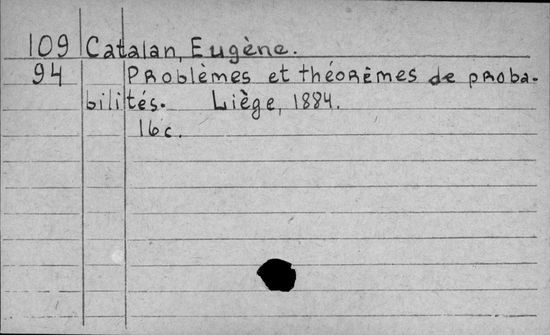 109 Catalan, Eugène.
94 Problèmes et théorèmes de proba-
bilités. Liège, 1884.
16c.